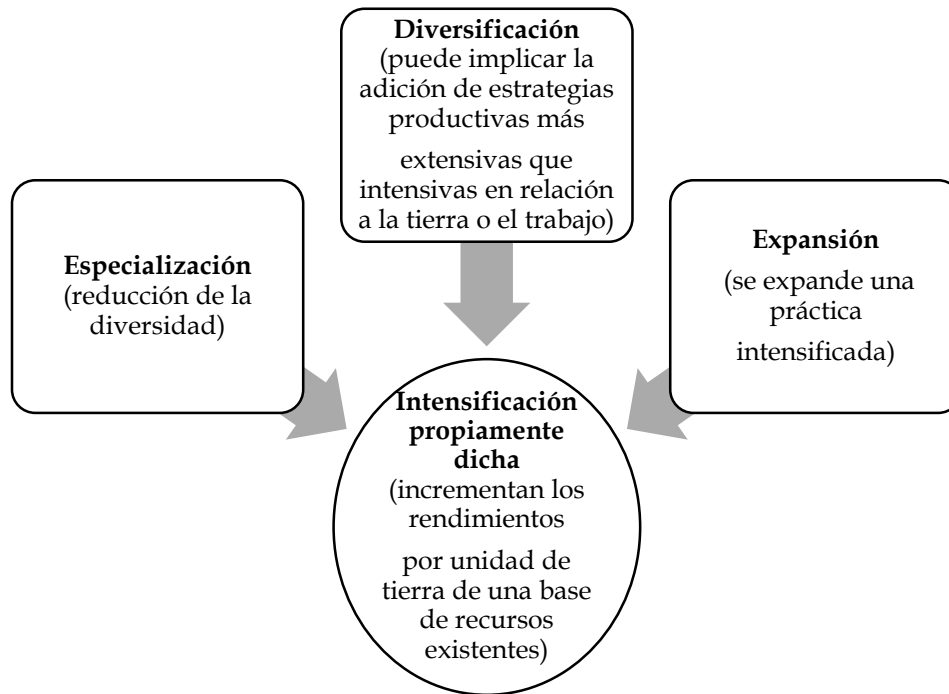 Diversificación
(puede implicar la
adición de estrategias
productivas más
extensivas que
intensivas en relación
a la tierra o el trabajo)
Especialización
(reducción de la
diversidad)
Expansión
(se expande una
práctica
intensificada)
Intensificación
propiamente
dicha
(incrementan los
rendimientos
por unidad de
tierra de una base
de recursos
existentes)